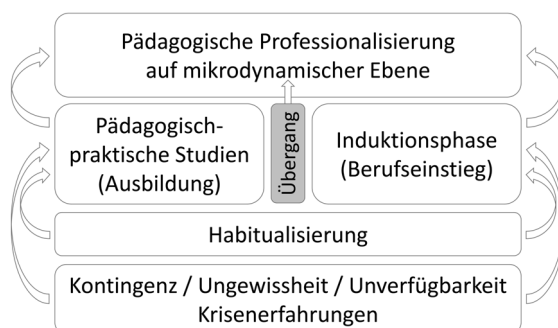 Pädagogische Professionalisierung
auf mikrodynamischer Ebene
Pädagogisch-
praktische Studien
(Ausbildung)
Übergang
Induktionsphase
(Berufseinstieg)
Habitualisierung
Kontingenz / Ungewissheit / Unverfügbarkeit
Krisenerfahrungen